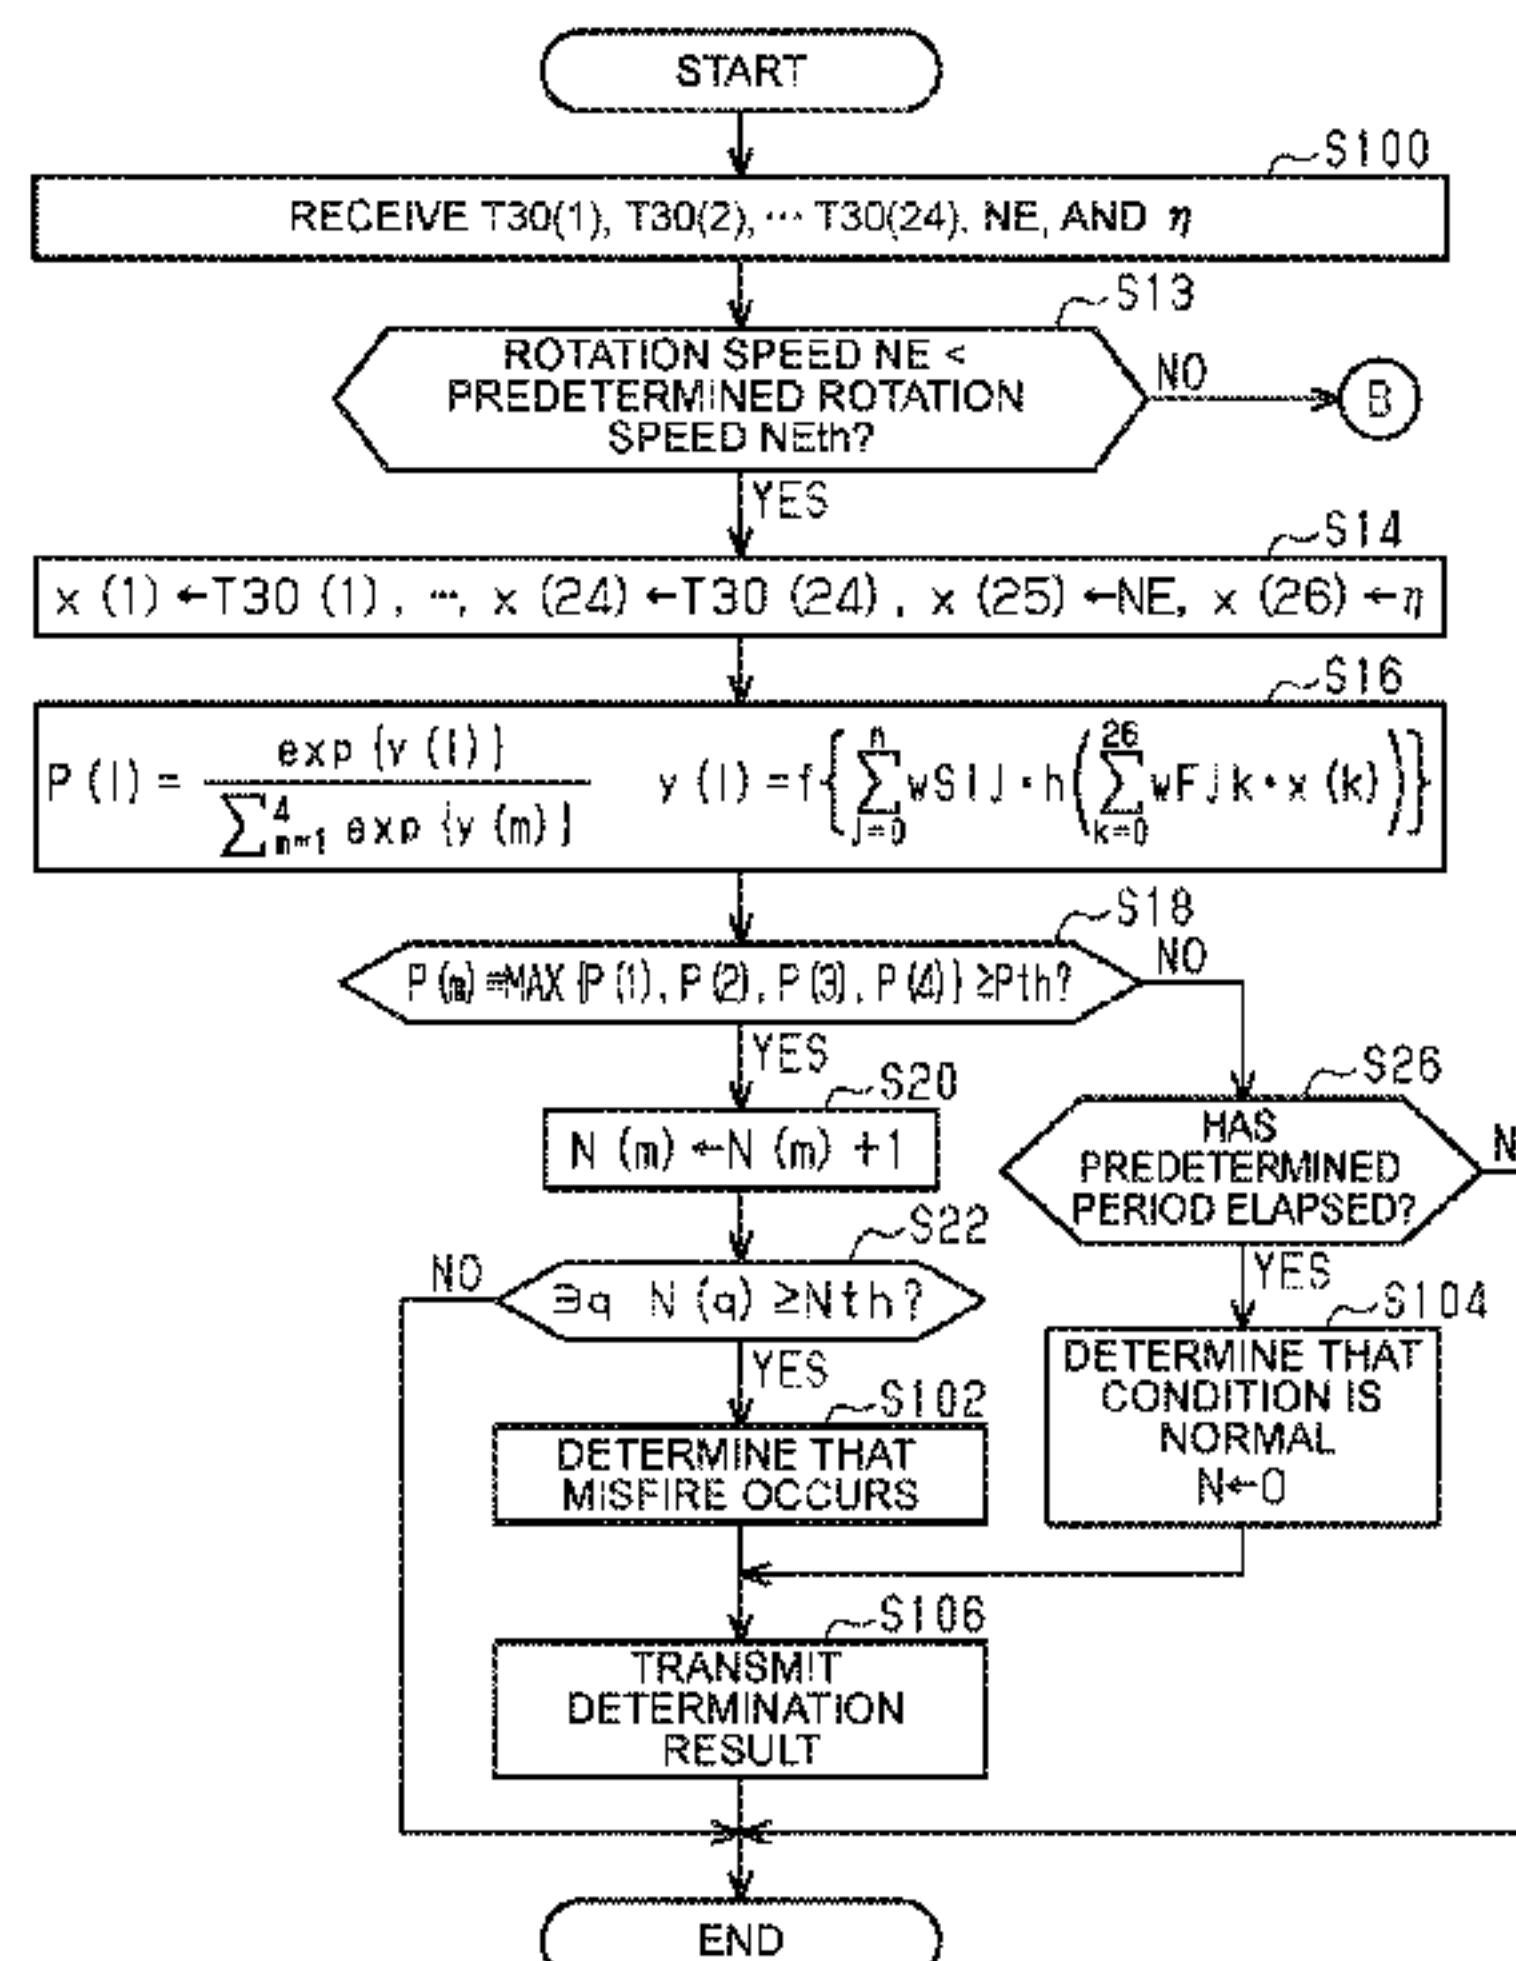 START
S100
RECEIVE T30(1), T30(2), ··· T30(24), NE, AND η
S13
ROTATION SPEED NE <
PREDETERMINED ROTATION
SPEED NEth?
NO
B
YES
S14
x (1) ←T30 (1), ···, x (24) ←T30 (24), x (25) ←NE, x (26) ←η
S16
P (i) = exp {y (i)} / ∑⁴m=1 exp {y (m)}   y (i) =f{ n∑j=0 wSij · h( 26∑k=0 wFjk · x (k) ) }
S18
P (m) =MAX {P (1), P (2), P (3), P (4)} ≥Pth?
NO
YES
S20
N (m) ←N (m) +1
S26
HAS
PREDETERMINED
PERIOD ELAPSED?
N
S22
NO
∃q N (q) ≥Nth?
YES
YES
S104
DETERMINE THAT
CONDITION IS
NORMAL
N←0
S102
DETERMINE THAT
MISFIRE OCCURS
S106
TRANSMIT
DETERMINATION
RESULT
END